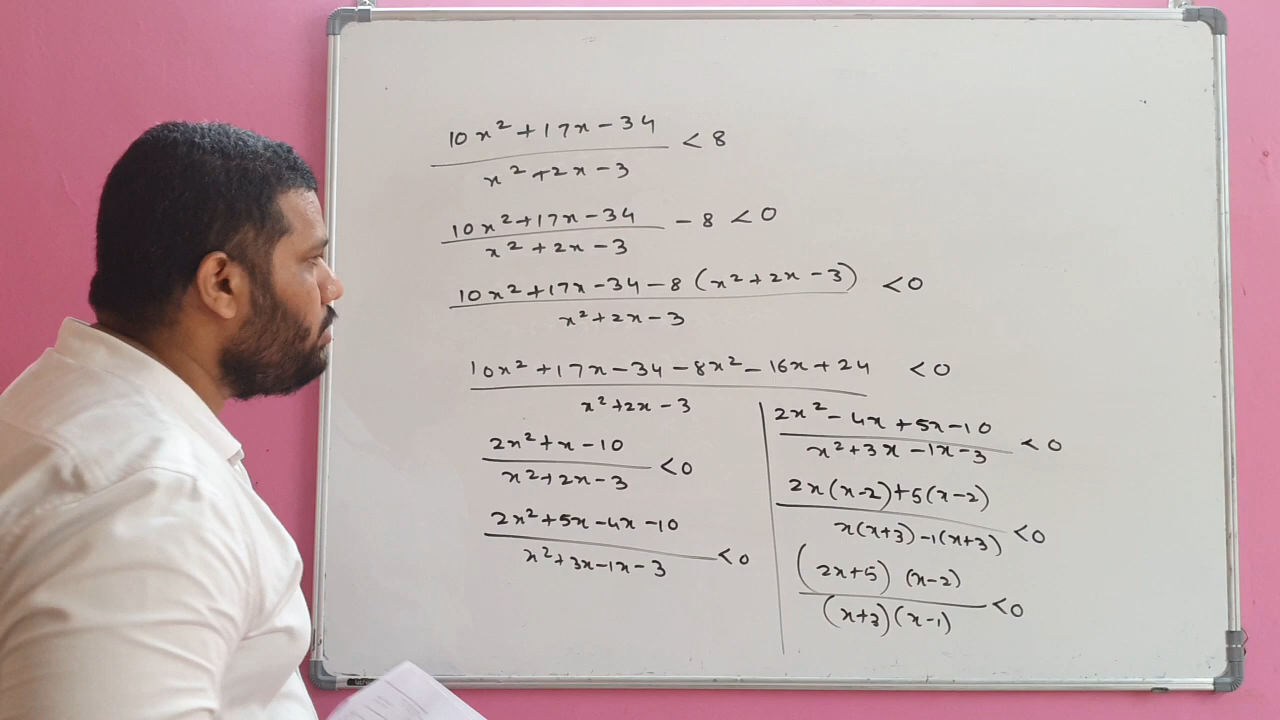 10x² + 17x - 34
x² + 2x - 3 < 8
10x² + 17x - 34
x² + 2x - 3 - 8 < 0
10x² + 17x - 34 - 8 (x² + 2x - 3)
x² + 2x - 3 < 0
10x² + 17x - 34 - 8x² - 16x + 24
x² + 2x - 3 < 0
2x² + x - 10
x² + 2x - 3 < 0
2x² + 5x - 4x - 10
x² + 3x - 1x - 3 < 0
2x² - 4x + 5x - 10
x² + 3x - 1x - 3 < 0
2x(x-2) + 5(x-2)
x(x+3) - 1(x+3) < 0
(2x+5) (x-2)
(x+3)(x-1) < 0